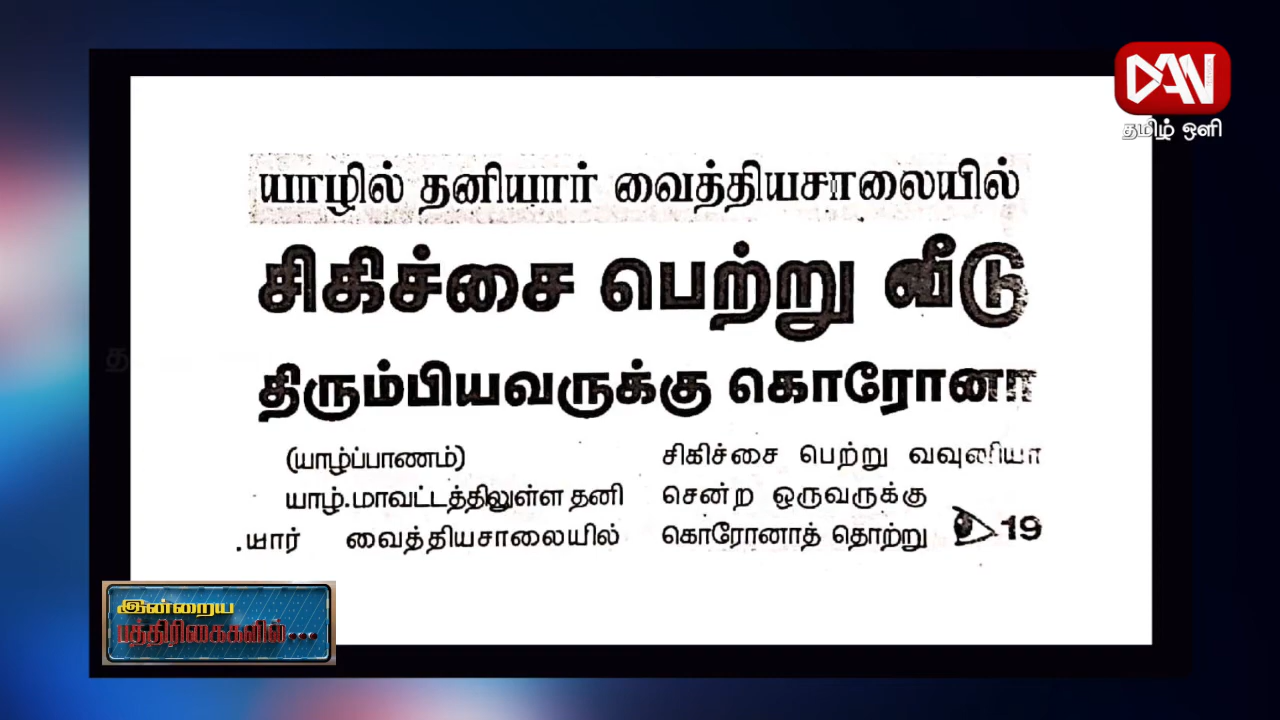 DAN
தமிழ் ஒளி
யாழில் தனியார் வைத்தியசாலையில்
சிகிச்சை பெற்று வீடு
திரும்பியவருக்கு கொரோனா
(யாழ்ப்பாணம்)
யாழ்.மாவட்டத்திலுள்ள தனி
யார் வைத்தியசாலையில்
சிகிச்சை பெற்று வவுனியா
சென்ற ஒருவருக்கு
கொரோனாத் தொற்று 19
இன்றைய
பத்திரிகைகளில்...